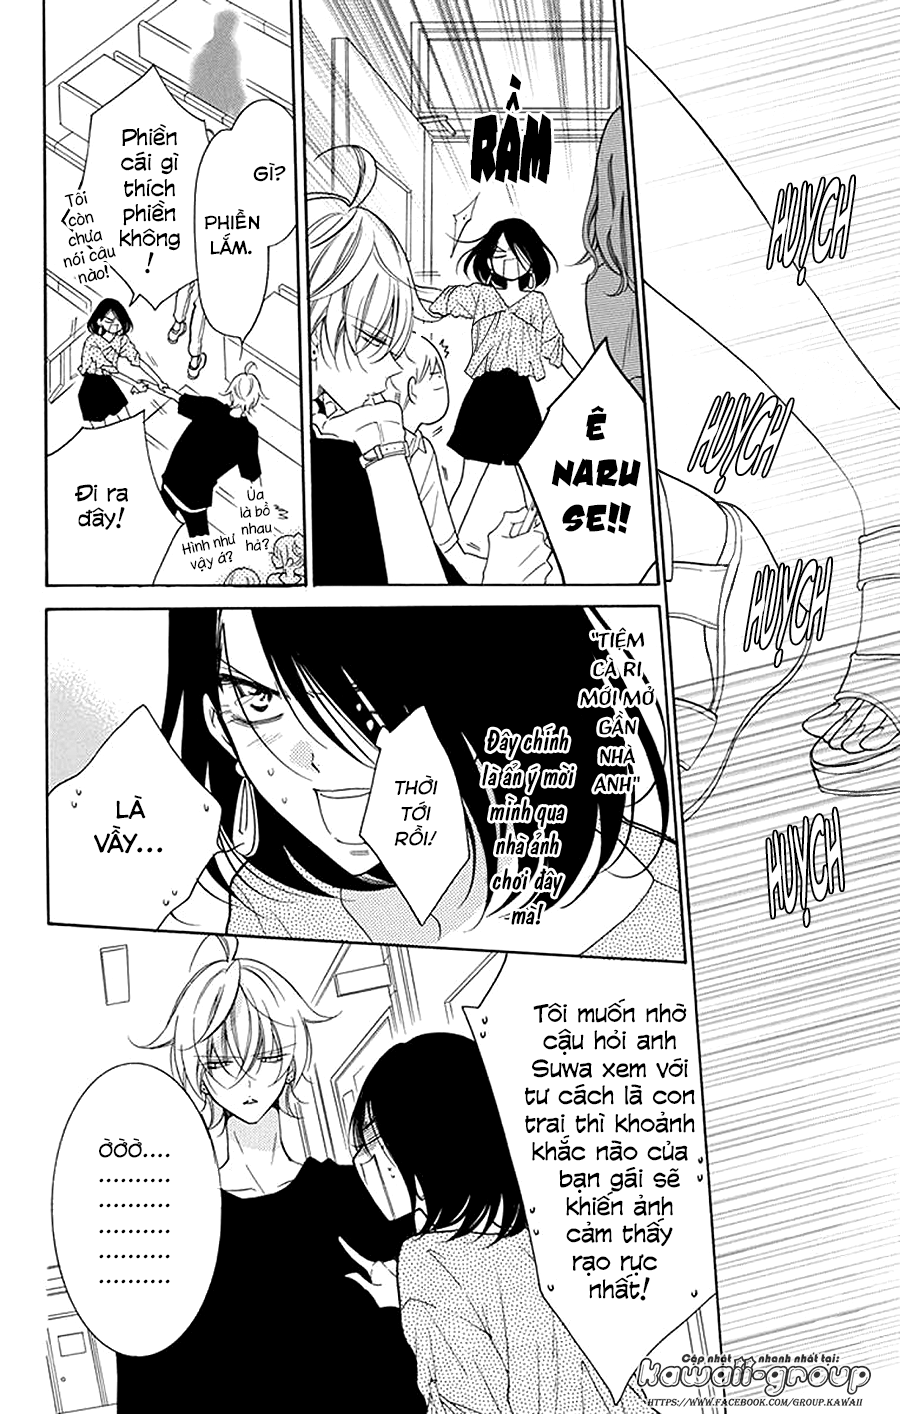 HUỴCH
HUỴCH
HUỴCH
HUỴCH
RẦM
Ê
NARU
SE!!
GÌ?
PHIỀN
LẮM.
Phiền
cái gì
thích
phiền
không
!
Tôi
còn
chưa
nói câu
nào!
Đi ra
đây!
Ủa
là bồ
nhau
hả?
Hình như
vậy á?
"TIỆM
CÀ RI
MỚI MỞ
GẦN
NHÀ
ANH"
Đây chính
là ẩn ý mời
mình qua
nhà ảnh
chơi đây
mà!
THỜI
TỚI
RỒI!
LÀ
VẦY...
Tôi muốn nhờ
cậu hỏi anh
Suwa xem với
tư cách là con
trai thì khoảnh
khắc nào của
bạn gái sẽ
khiến ảnh
cảm thấy
rạo rực
nhất!
Ờờờ....
...........
...........
...........
...........
...........
Cập nhật nhanh nhất tại:
kawaii-group
HTTPS://WWW.FACEBOOK.COM/GROUP.KAWAII